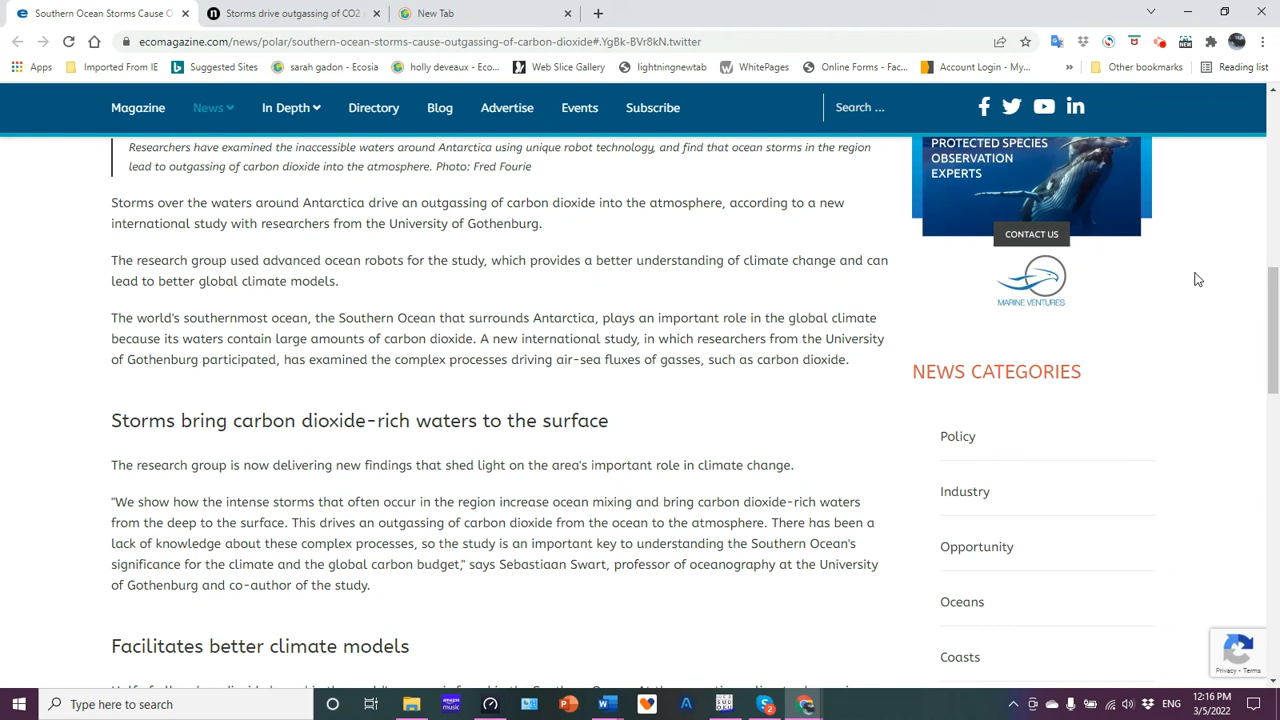 Southern Ocean Storms Cause O
Storms drive outgassing of CO2
New Tab
ecomagazine.com/news/polar/southern-ocean-storms-cause-outgassing-of-carbon-dioxide#.YgBk-BVr8kN.twitter
Apps
Imported From IE
Suggested Sites
sarah gadon - Ecosia
holly deveaux - Eco...
Web Slice Gallery
lightningnewtab
WhitePages
Online Forms - Fac...
Account Login - My...
»
Other bookmarks
Reading list
Magazine
News
In Depth
Directory
Blog
Advertise
Events
Subscribe
Search ...
Researchers have examined the inaccessible waters around Antarctica using unique robot technology, and find that ocean storms in the region
lead to outgassing of carbon dioxide into the atmosphere. Photo: Fred Fourie
Storms over the waters around Antarctica drive an outgassing of carbon dioxide into the atmosphere, according to a new
international study with researchers from the University of Gothenburg.
The research group used advanced ocean robots for the study, which provides a better understanding of climate change and can
lead to better global climate models.
The world's southernmost ocean, the Southern Ocean that surrounds Antarctica, plays an important role in the global climate
because its waters contain large amounts of carbon dioxide. A new international study, in which researchers from the University
of Gothenburg participated, has examined the complex processes driving air-sea fluxes of gasses, such as carbon dioxide.
Storms bring carbon dioxide-rich waters to the surface
The research group is now delivering new findings that shed light on the area's important role in climate change.
"We show how the intense storms that often occur in the region increase ocean mixing and bring carbon dioxide-rich waters
from the deep to the surface. This drives an outgassing of carbon dioxide from the ocean to the atmosphere. There has been a
lack of knowledge about these complex processes, so the study is an important key to understanding the Southern Ocean's
significance for the climate and the global carbon budget," says Sebastiaan Swart, professor of oceanography at the University
of Gothenburg and co-author of the study.
Facilitates better climate models
PROTECTED SPECIES
OBSERVATION
EXPERTS
CONTACT US
MARINE VENTURES
NEWS CATEGORIES
Policy
Industry
Opportunity
Oceans
Coasts
Privacy - Terms
Type here to search
ENG
12:16 PM
3/5/2022